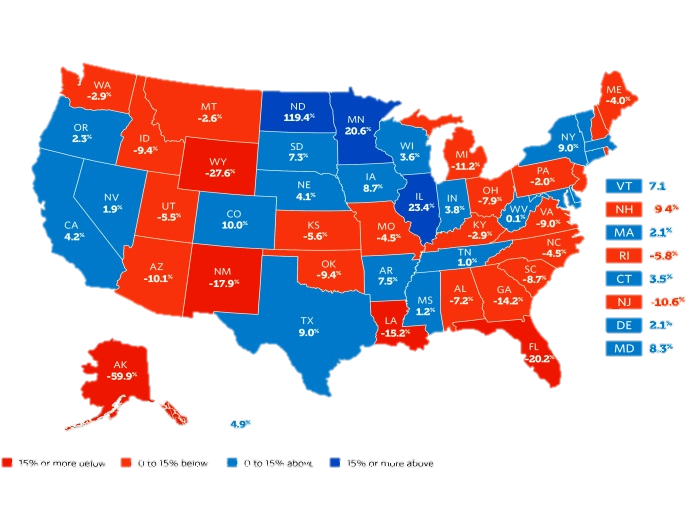 WA
-2.9%
OR
2.3%
ID
-9.4%
MT
-2.6%
WY
-27.6%
ND
119.4%
SD
7.3%
NE
4.1%
KS
-5.6%
OK
-9.4%
TX
9.0%
MN
20.6%
IA
8.7%
MO
-4.5%
AR
7.5%
LA
-15.2%
WI
3.6%
IL
23.4%
MI
-11.2%
IN
3.8%
OH
-7.9%
KY
-2.9%
TN
1.0%
MS
1.2%
AL
-7.2%
GA
-14.2%
FL
-20.2%
SC
-8.7%
NC
-4.5%
VA
-9.0%
WV
0.1%
PA
-2.0%
NY
9.0%
ME
-4.0%
NV
1.9%
CA
4.2%
UT
-5.5%
CO
10.0%
AZ
-10.1%
NM
-17.9%
AK
-59.9%
4.9%
VT 7.1
NH 9.4%
MA 2.1%
RI -5.8%
CT 3.5%
NJ -10.6%
DE 2.1%
MD 8.3%
15% or more below
0 to 15% below
0 to 15% above
15% or more above